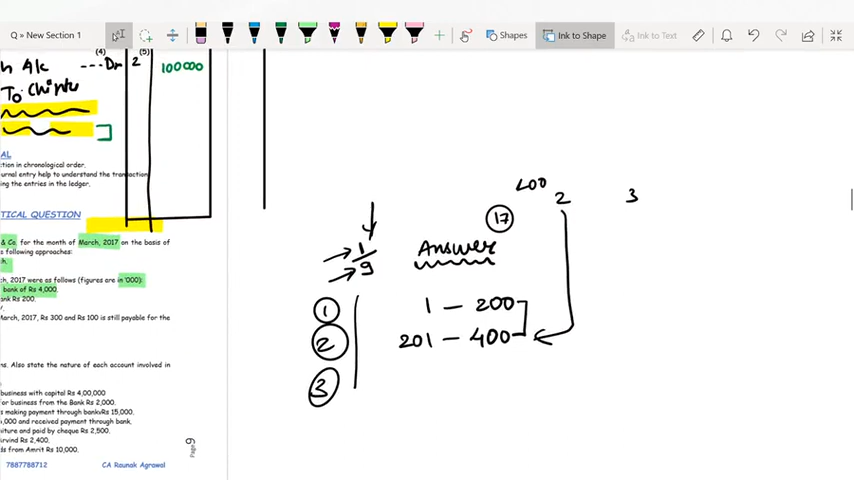 Q » New Section 1
Shapes
Ink to Shape
Ink to Text
(4)
(5)
h A/c ---Dr 2 100000
To
AL
ction in chronological order.
urnal entry help to understand the transaction
ing the entries in the ledger.
TICAL QUESTION
& Co. for the month of March, 2017 on the basis of
following approaches:
ch.
, 2017 were as follows (figures are in '000):
bank of Rs 4,000.
ank Rs 200.
March, 2017, Rs 300 and Rs 100 is still payable for the
ns. Also state the nature of each account involved in
business with capital Rs 4,00,000
or business from the Bank Rs 2,000.
s making payment through bankvRs 15,000.
,000 and received payment through bank,
iture and paid by cheque Rs 2,500.
rvind Rs 2,400,
ds from Amrit Rs 10,000.
Page 9
7887788712 CA Raunak Agrawal
400
2 3
17
1/9 Answer
1 1 — 200
2 201 — 400
3